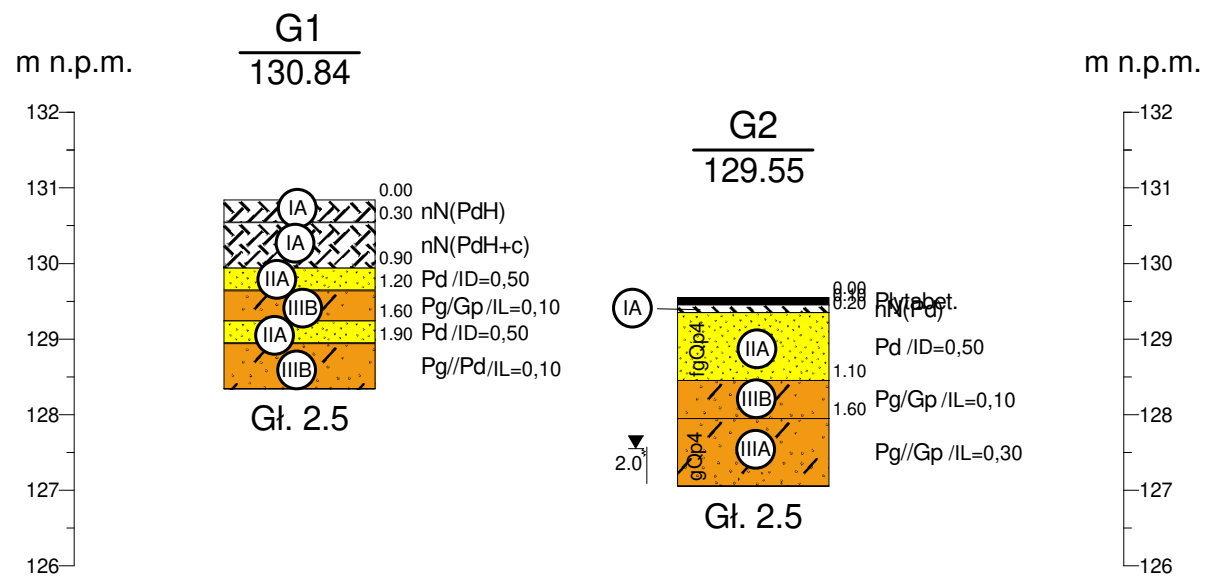 G1
130.84
m n.p.m.
m n.p.m.
132
131
130
129
128
127
126
0.00
0.30
0.90
1.20
1.60
1.90
IA
IA
IIA
IIIB
IIA
IIIB
nN(PdH)
nN(PdH+c)
Pd /ID=0,50
Pg/Gp /IL=0,10
Pd /ID=0,50
Pg//Pd/IL=0,10
Gł. 2.5
G2
129.55
IA
0.00
0.10
0.20
1.10
1.60
Płytabet.
nN(Pd)
Pd /ID=0,50
Pg/Gp /IL=0,10
Pg//Gp /IL=0,30
IIA
IIIB
IIIA
fgQp4
gQp4
2.0
Gł. 2.5
132
131
130
129
128
127
126